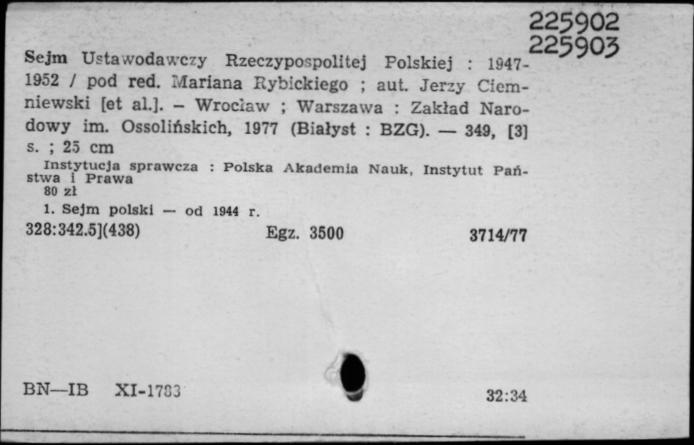 225902
225903
Sejm Ustawodawczy Rzeczypospolitej Polskiej : 1947-
1952 / pod red. Mariana Rybickiego ; aut. Jerzy Ciem-
niewski [et al.]. – Wrocław ; Warszawa : Zakład Naro-
dowy im. Ossolińskich, 1977 (Białyst : BZG). — 349, [3]
s. ; 25 cm
Instytucja sprawcza : Polska Akademia Nauk, Instytut Pań-
stwa i Prawa
80 zł
1. Sejm polski — od 1944 r.
328:342.5](438) Egz. 3500 3714/77
BN—IB XI-1783 32:34